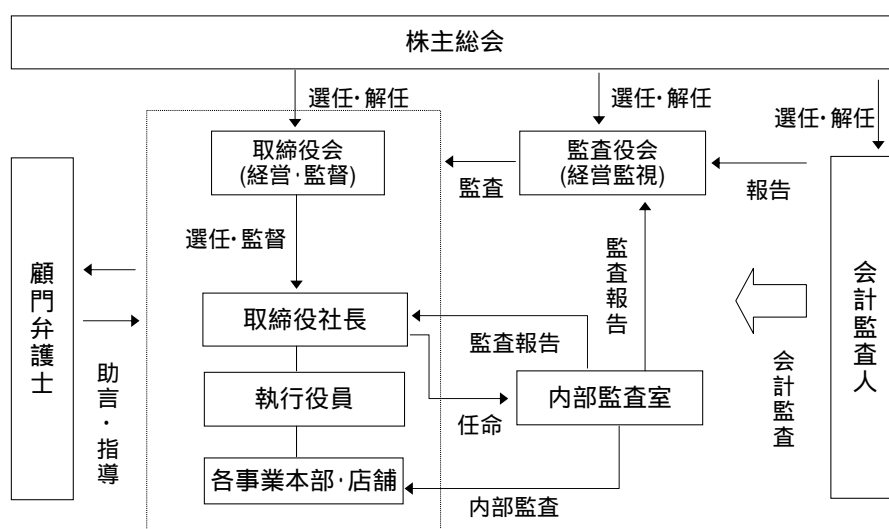 株主総会
選任・解任
選任・解任
選任・解任
取締役会
(経営・監督)
監査役会
(経営監視)
監査
報告
選任・監督
監査報告
顧門弁護士
会計監査人
取締役社長
監査報告
会計監査
助言・指導
執行役員
内部監査室
任命
各事業本部・店舗
内部監査